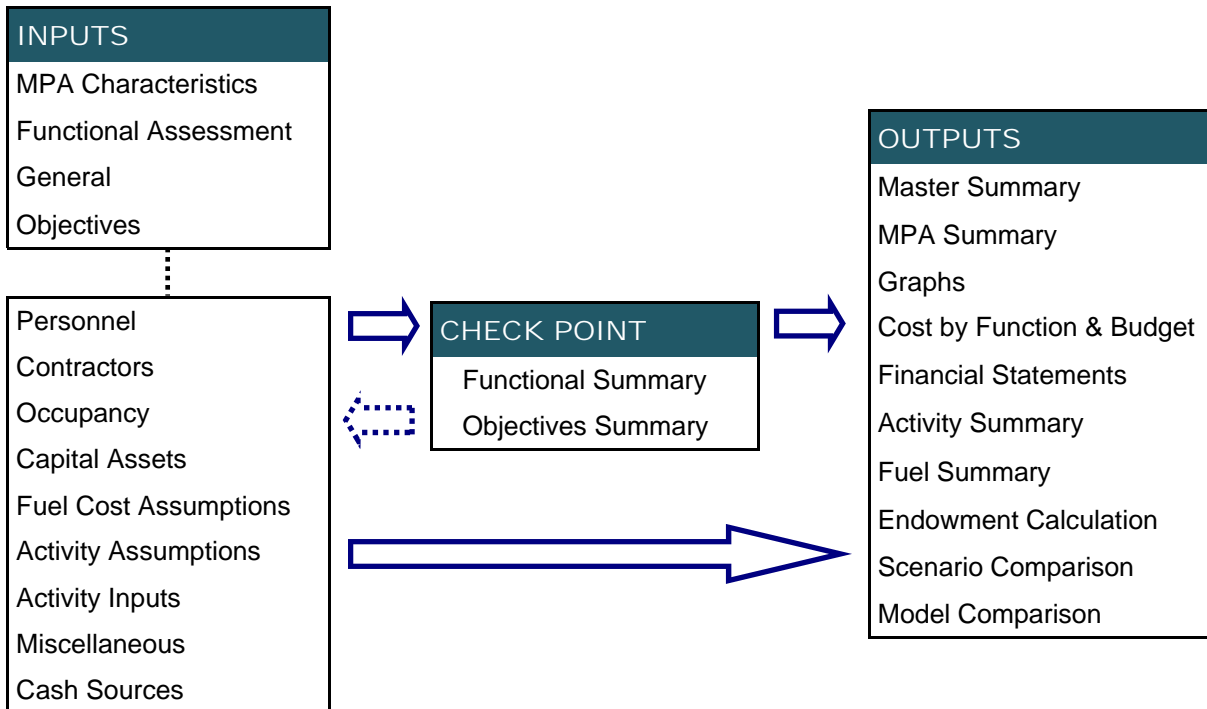 INPUTS
MPA Characteristics
Functional Assessment
General
Objectives
Personnel
Contractors
Occupancy
Capital Assets
Fuel Cost Assumptions
Activity Assumptions
Activity Inputs
Miscellaneous
Cash Sources
CHECK POINT
Functional Summary
Objectives Summary
OUTPUTS
Master Summary
MPA Summary
Graphs
Cost by Function & Budget
Financial Statements
Activity Summary
Fuel Summary
Endowment Calculation
Scenario Comparison
Model Comparison